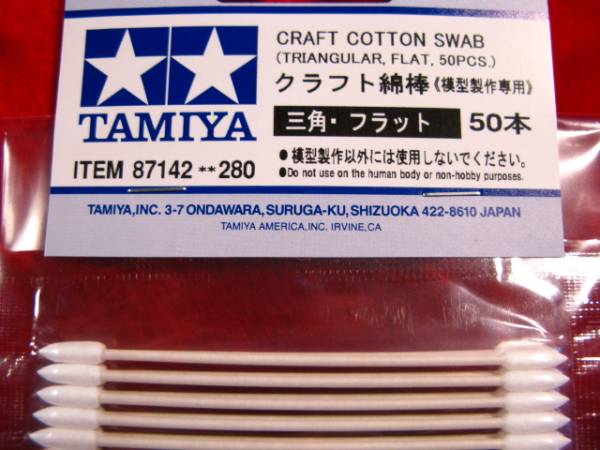 CRAFT COTTON SWAB
(TRIANGULAR, FLAT, 50PCS.)
クラフト綿棒《模型製作専用》
三角・フラット 50本
TAMIYA
ITEM 87142**280
●模型製作以外には使用しないでください。
●Do not use on the human body or non-hobby purposes.
TAMIYA,INC. 3-7 ONDAWARA,SURUGA-KU,SHIZUOKA 422-8610 JAPAN
TAMIYA AMERICA,INC. IRVINE,CA